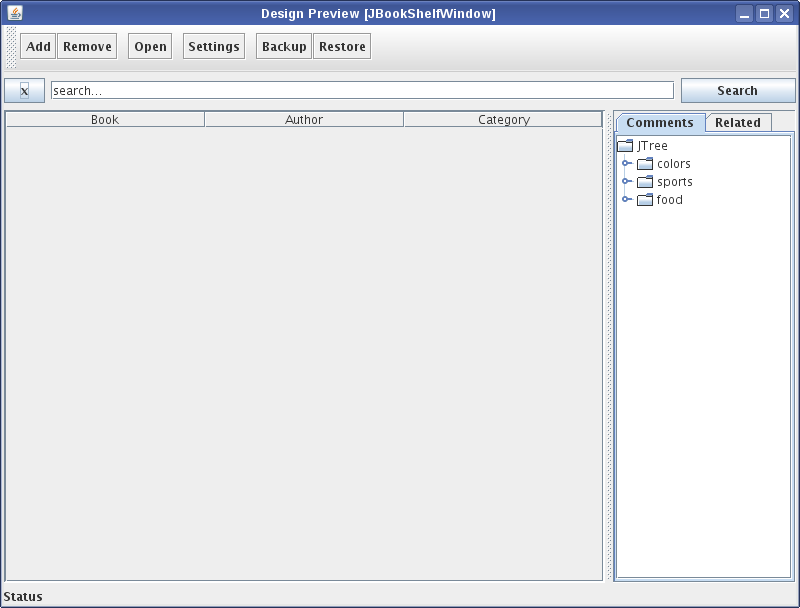 Design Preview [JBookShelfWindow]
Add Remove Open Settings Backup Restore
x search... Search
Book Author Category
Comments Related
JTree
colors
sports
food
Status